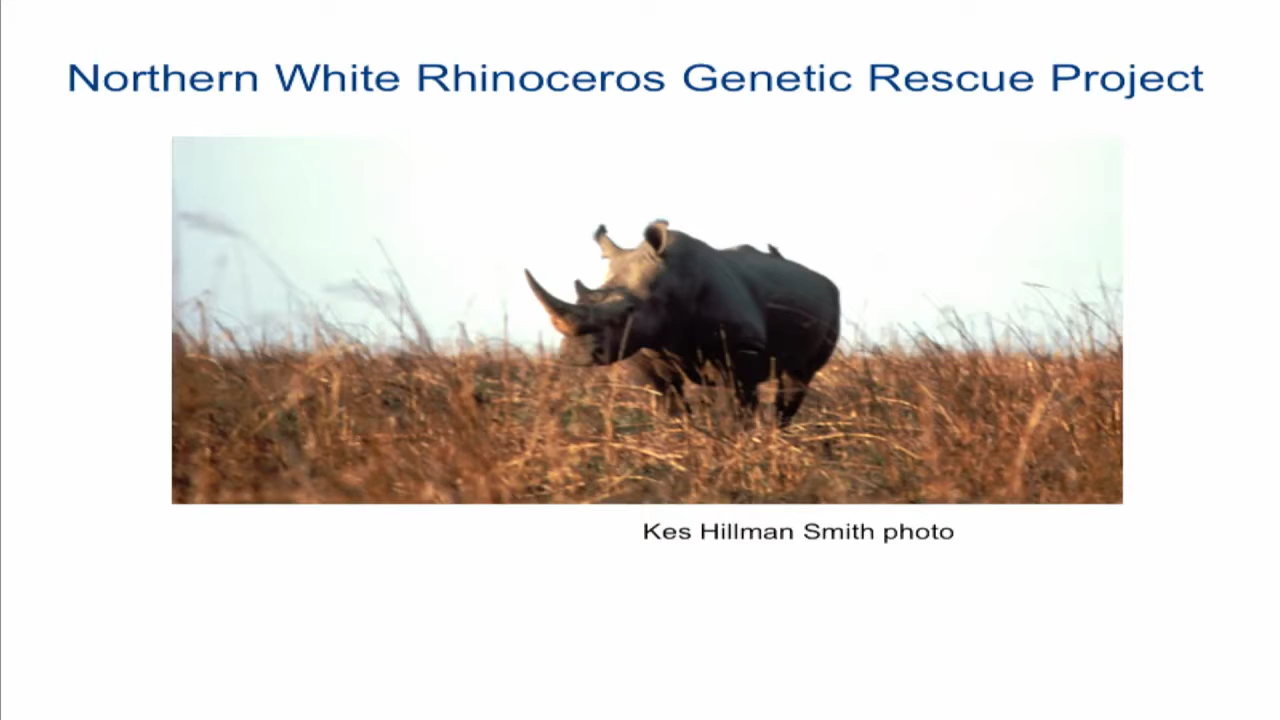 Northern White Rhinoceros Genetic Rescue Project
Kes Hillman Smith photo